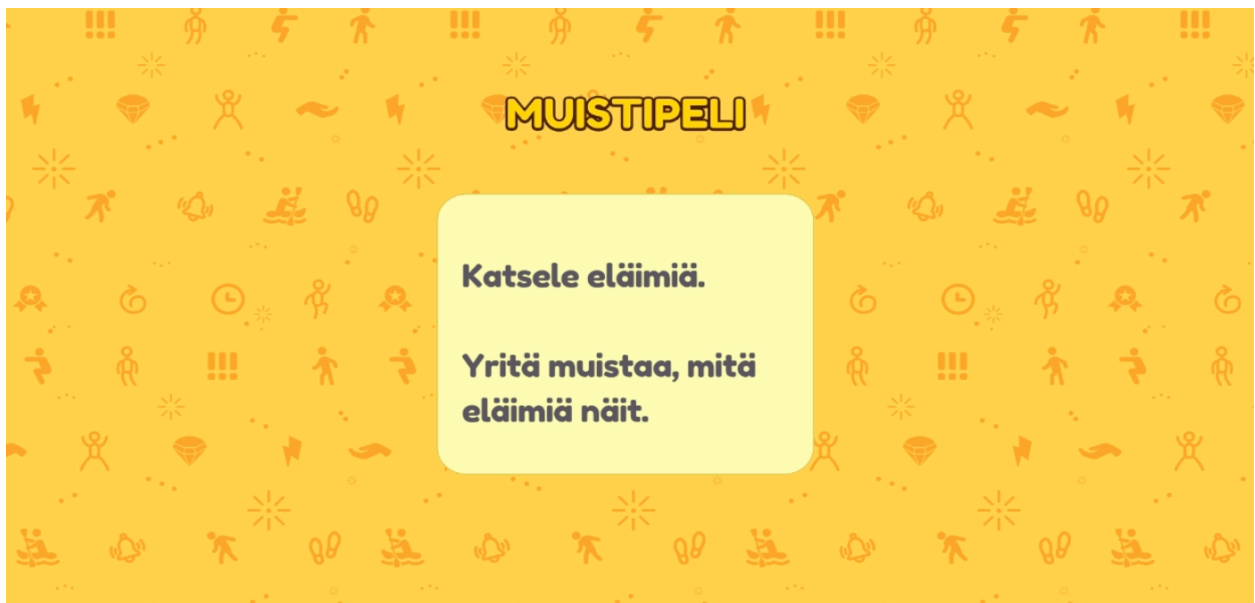 MUISTIPELI
Katsele eläimiä.
Yritä muistaa, mitä
eläimiä näit.